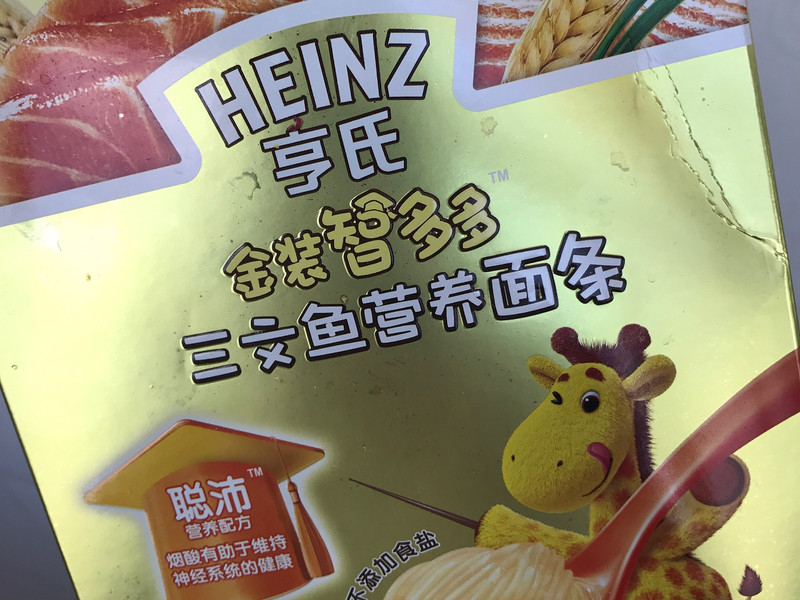 HEINZ
亨氏
金装智多多™
三文鱼营养面条
聪沛™
营养配方
烟酸有助于维持
神经系统的健康
不添加食盐